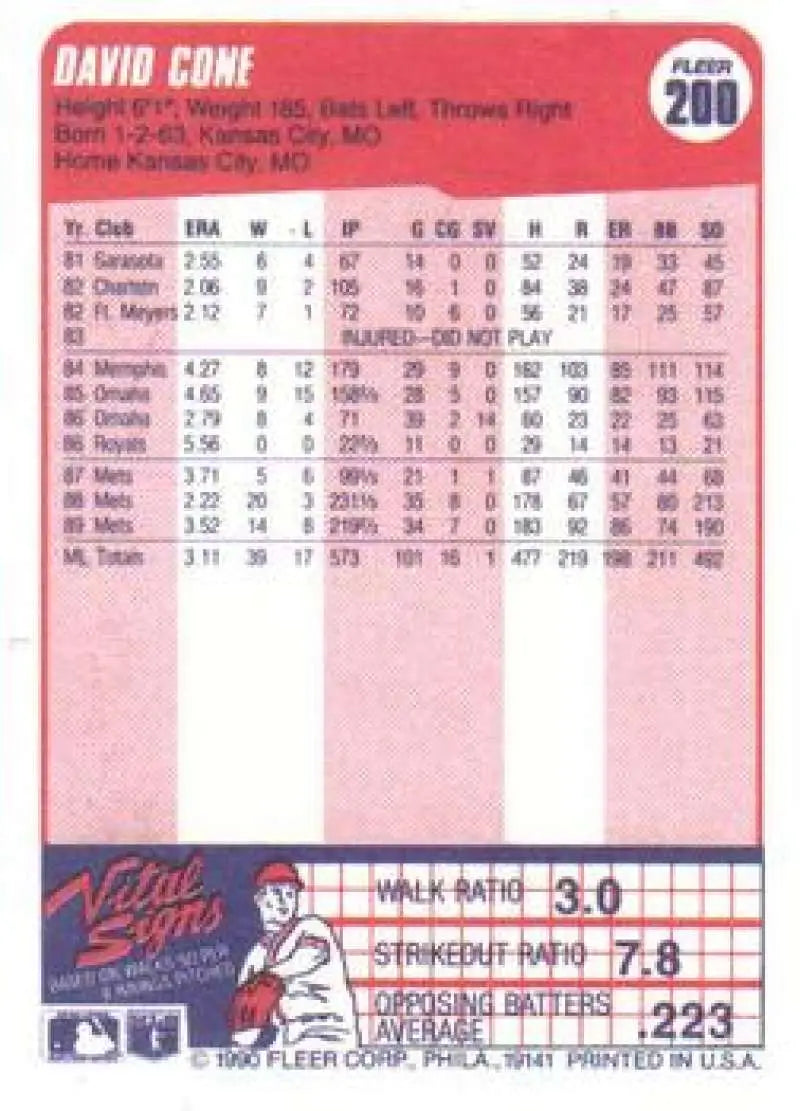 DAVID CONE
FLEER
200
Height 6'1", Weight 185, Bats Left, Throws Right
Born 1-2-63, Kansas City, MO
Home Kansas City, MO
Yr. Club ERA W L IP G CG SV H R ER BB SO
81 Sarasota 2.55 6 4 67 14 0 0 52 24 19 33 45
82 Charlstn 2.06 9 2 105 16 1 0 84 38 24 47 87
82 Ft. Meyers 2.12 7 1 72 10 6 0 56 21 17 25 57
83 INJURED—DID NOT PLAY
84 Memphis 4.27 8 12 179 29 9 0 162 103 85 111 114
85 Omaha 4.65 9 15 158⅔ 28 5 0 157 90 82 93 115
86 Omaha 2.79 8 4 71 39 2 14 60 23 22 25 63
86 Royals 5.56 0 0 22⅔ 11 0 0 29 14 14 13 21
87 Mets 3.71 5 6 99⅓ 21 1 1 87 46 41 44 68
88 Mets 2.22 20 3 231⅓ 35 8 0 178 67 57 80 213
89 Mets 3.52 14 8 219⅔ 34 7 0 183 92 86 74 190
ML Totals 3.11 39 17 573 101 16 1 477 219 198 211 492
Vital Signs
BASED ON WALKS/SO PER
9 INNINGS PITCHED
WALK RATIO 3.0
STRIKEOUT RATIO 7.8
OPPOSING BATTERS
AVERAGE .223
© 1990 FLEER CORP., PHILA., 19141 PRINTED IN U.S.A.